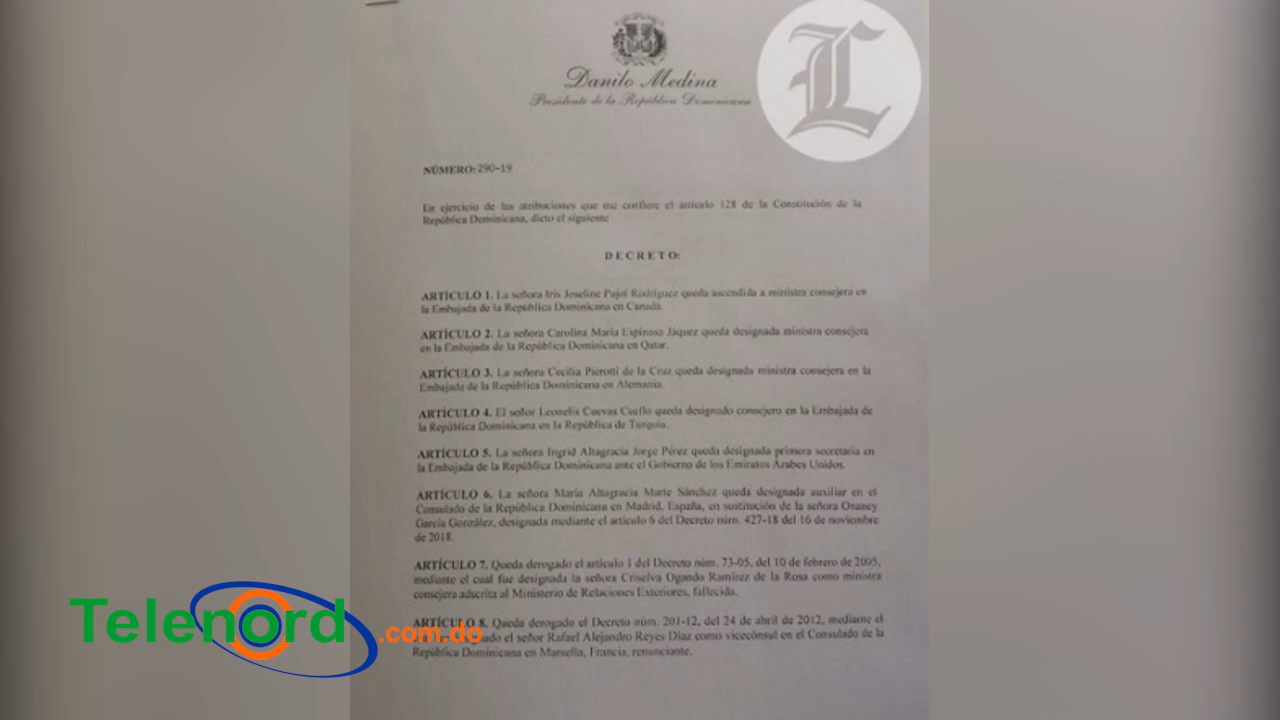 L
Danilo Medina
Presidente de la República Dominicana
NÚMERO: 290-19
En ejercicio de las atribuciones que me confiere el artículo 128 de la Constitución de la
República Dominicana, dicto el siguiente
DECRETO:
ARTÍCULO 1. La señora Iris Joseline Pujol Rodríguez queda ascendida a ministra consejera en
la Embajada de la República Dominicana en Canadá.
ARTÍCULO 2. La señora Carolina María Espinosa Jáquez queda designada ministra consejera
en la Embajada de la República Dominicana en Qatar.
ARTÍCULO 3. La señora Cecilia Pierotti de la Cruz queda designada ministra consejera en la
Embajada de la República Dominicana en Alemania.
ARTÍCULO 4. El señor Leonelis Cuevas Cuello queda designado consejero en la Embajada de
la República Dominicana en la República de Turquía.
ARTÍCULO 5. La señora Ingrid Altagracia Jorge Pérez queda designada primera secretaria en
la Embajada de la República Dominicana ante el Gobierno de los Emiratos Árabes Unidos.
ARTÍCULO 6. La señora María Altagracia Marte Sánchez queda designada auxiliar en el
Consulado de la República Dominicana en Madrid, España, en sustitución de la señora
García González, designada mediante el artículo 6 del Decreto núm. 427-18 del 16 de noviembre
de 2018.
ARTÍCULO 7. Queda derogado el artículo 1 del Decreto núm. 73-05, del 10 de febrero de 2005,
mediante el cual fue designada la señora Criselva Ogando Ramírez de la Rosa como ministra
consejera adscrita al Ministerio de Relaciones Exteriores, fallecida.
ARTÍCULO 8. Queda derogado el Decreto núm. 201-12, del 24 de abril de 2012, mediante el
el señor Rafael Alejandro Reyes Díaz como vicecónsul en el Consulado de la
República Dominicana en Marsella, Francia, renunciante.
Telenord
.com.do